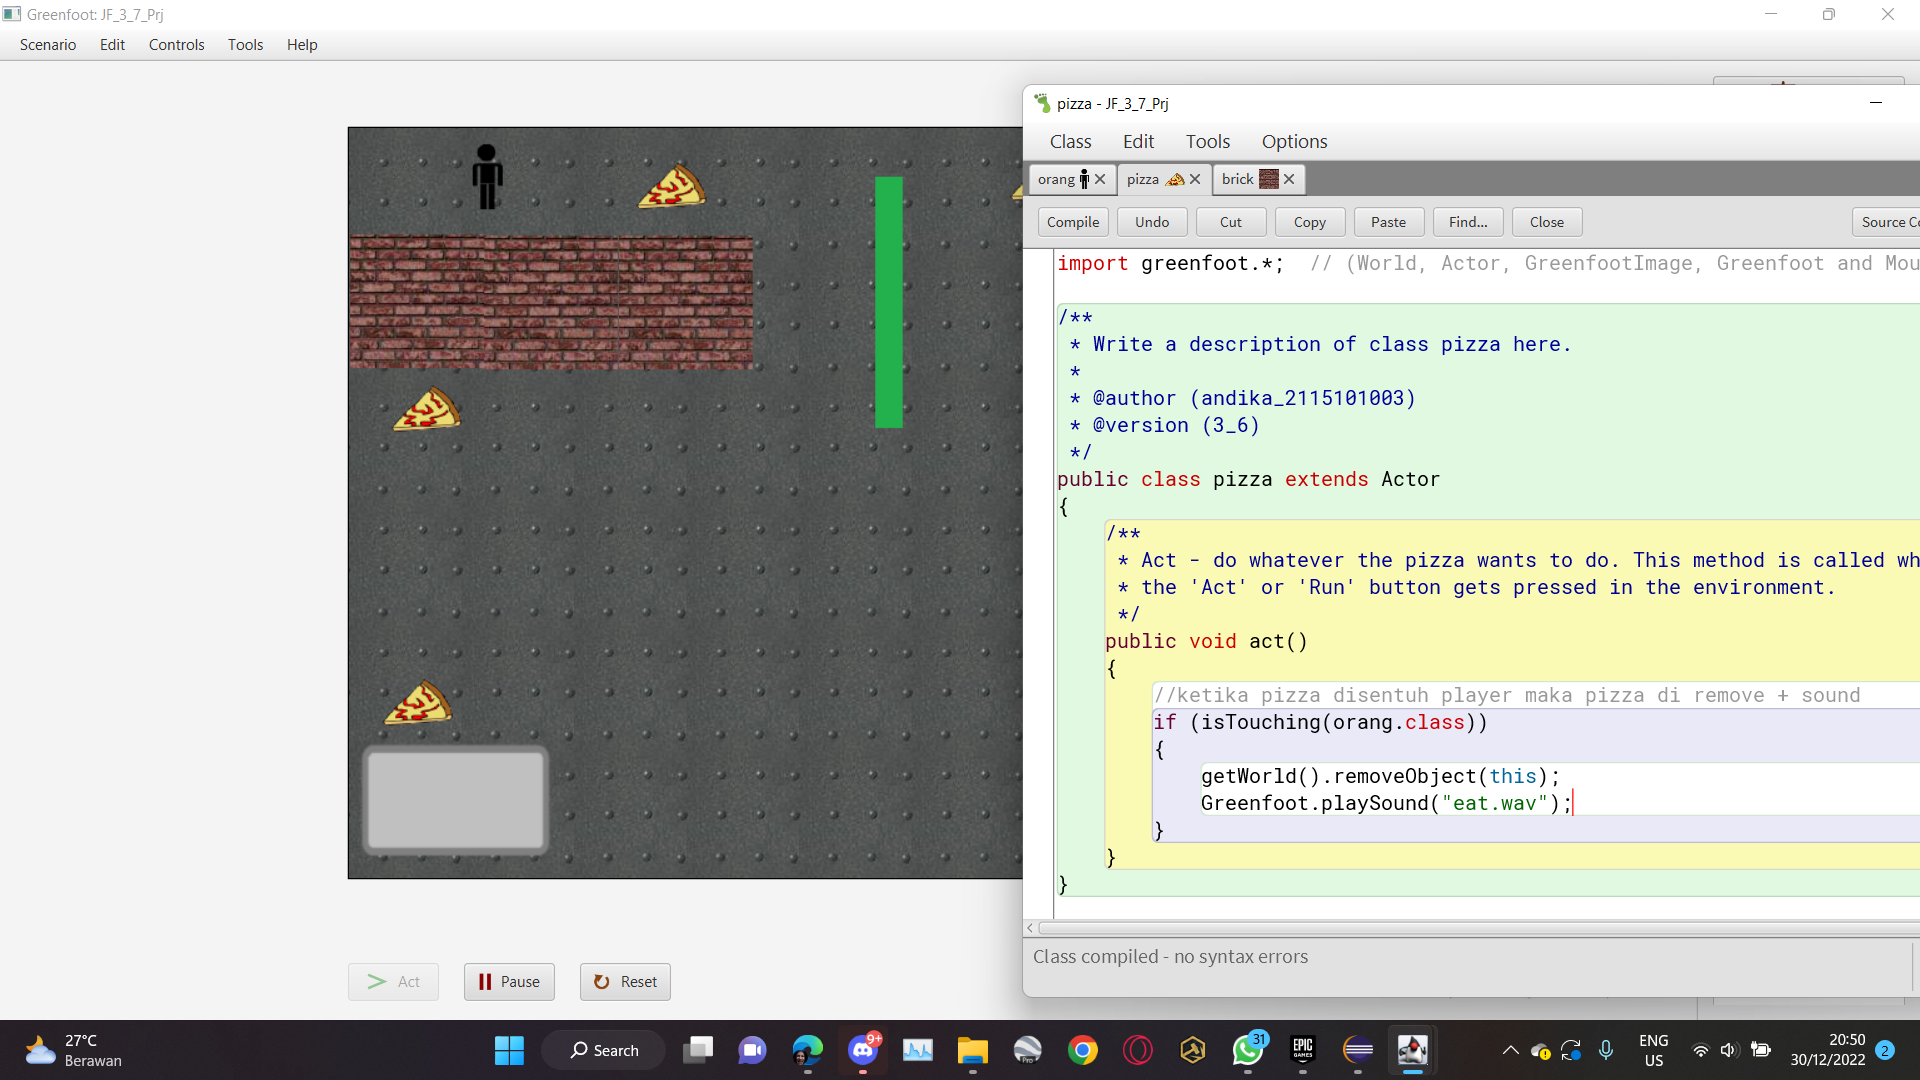 Greenfoot: JF_3_7_Prj
Scenario Edit Controls Tools Help
pizza - JF_3_7_Prj
Class Edit Tools Options
orang pizza brick
Compile Undo Cut Copy Paste Find... Close Source Co
import greenfoot.*;  // (World, Actor, GreenfootImage, Greenfoot and Mou
/**
* Write a description of class pizza here.
*
* @author (andika_2115101003)
* @version (3_6)
*/
public class pizza extends Actor
{
/**
* Act - do whatever the pizza wants to do. This method is called wh
* the 'Act' or 'Run' button gets pressed in the environment.
*/
public void act()
{
//ketika pizza disentuh player maka pizza di remove + sound
if (isTouching(orang.class))
{
getWorld().removeObject(this);
Greenfoot.playSound("eat.wav");
}
}
}
Class compiled - no syntax errors
Act Pause Reset
27°C
Berawan
Search
9+
Pro
31
EPIC
GAMES
ENG
US
20:50
30/12/2022
2